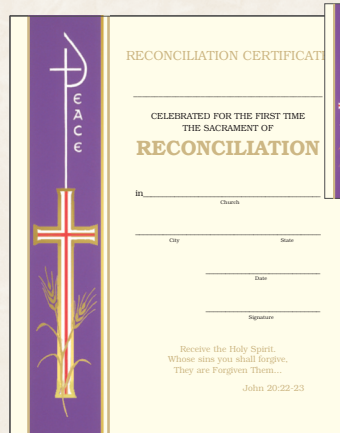 PEACE
RECONCILIATION CERTIFICAT
CELEBRATED FOR THE FIRST TIME
THE SACRAMENT OF
RECONCILIATION
in
Church
City State
Date
Signature
Receive the Holy Spirit.
Whose sins you shall forgive,
They are Forgiven Them...
John 20:22-23